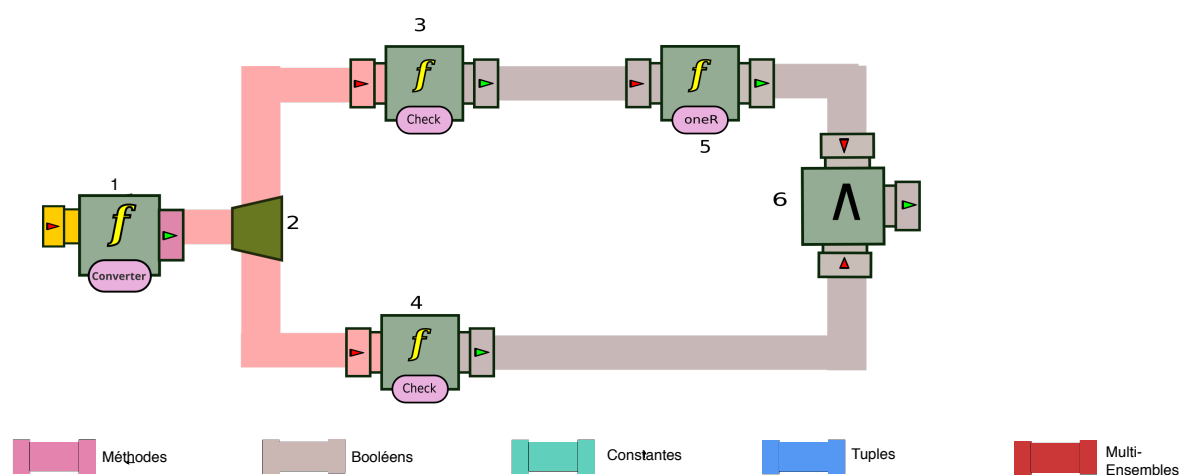 3
f
Check
f
oneR
5
1
f
Converter
2
6
∧
4
f
Check
Méthodes
Booléens
Constantes
Tuples
Multi-
Ensembles